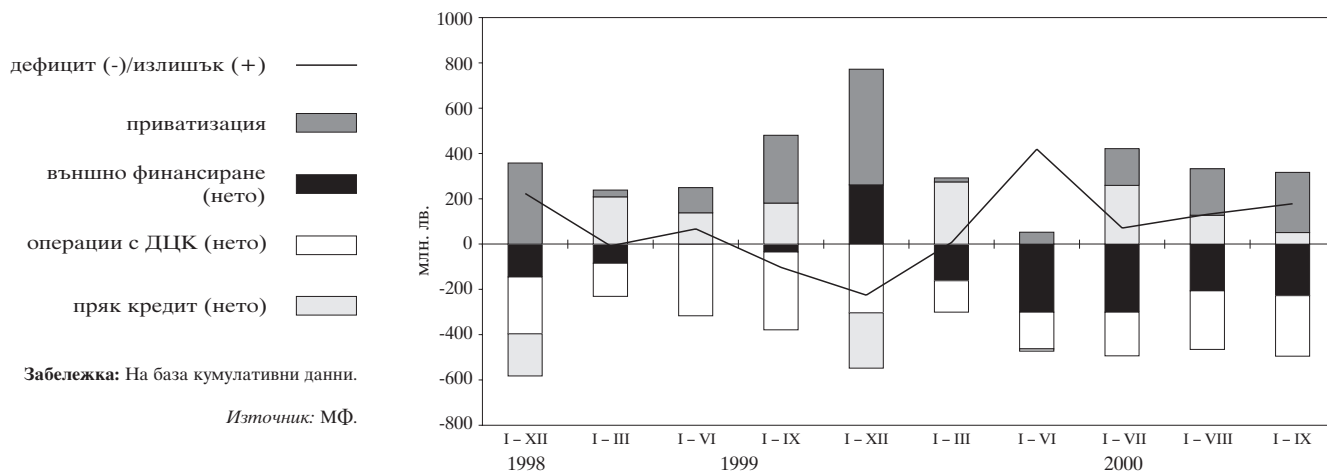 дефицит (-)/излишък (+)
приватизация
външно финансиране
(нето)
операции с ДЦК (нето)
пряк кредит (нето)
Забележка: На база кумулативни данни.
Източник: МФ.
млн. лв.
1000
800
600
400
200
0
-200
-400
-600
-800
I – XII I – III I – VI I – IX I – XII I – III I – VI I – VII I – VIII I – IX
1998 1999 2000